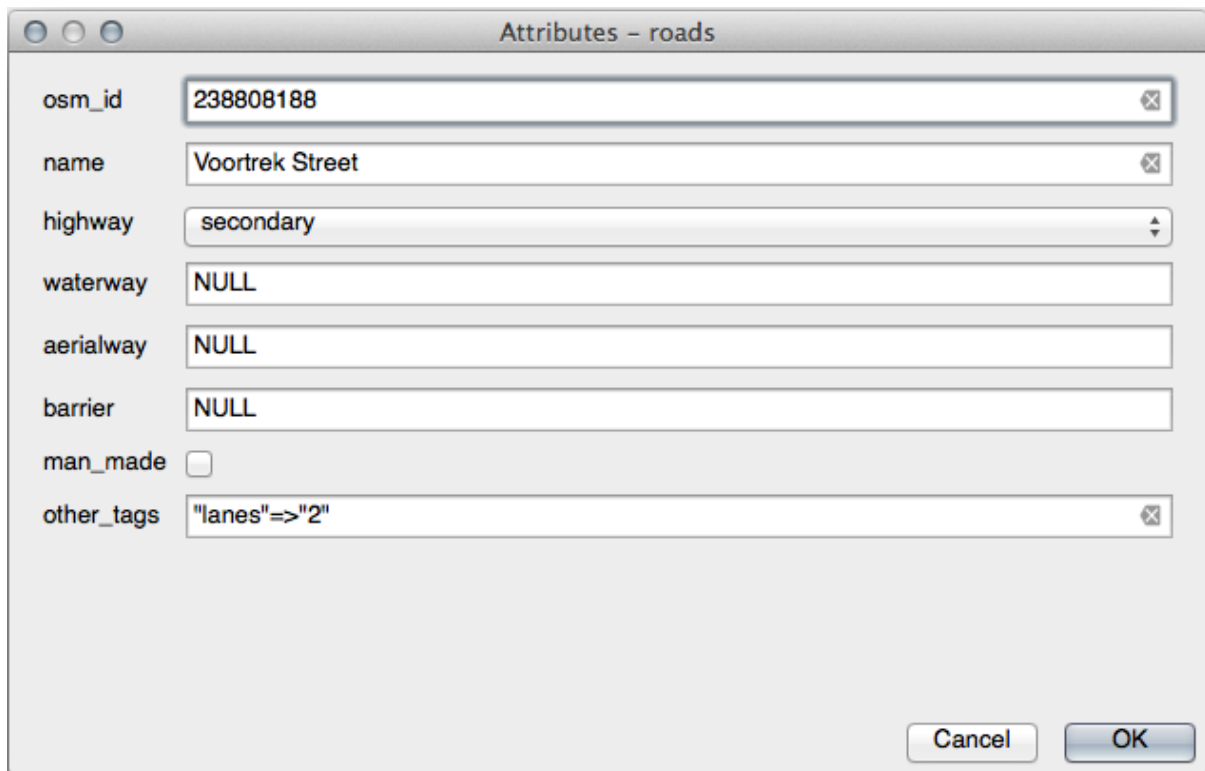 Attributes – roads
osm_id 238808188
name Voortrek Street
highway secondary
waterway NULL
aerialway NULL
barrier NULL
man_made
other_tags "lanes"=>"2"
Cancel OK